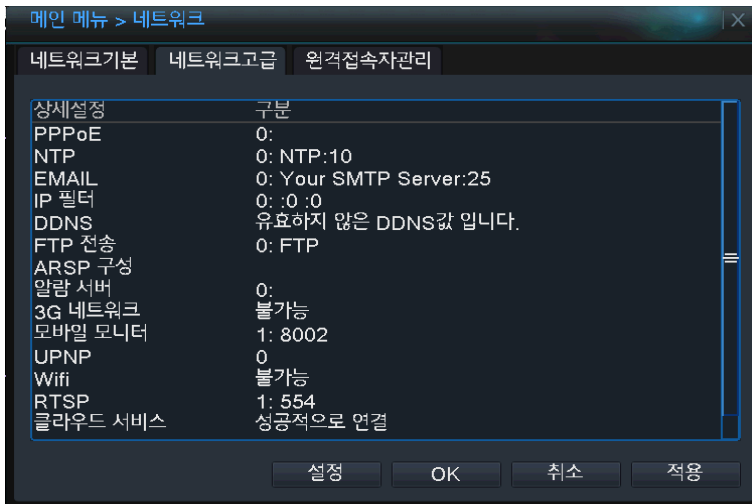 메인 메뉴 > 네트워크
네트워크기본 네트워크고급 원격접속자관리
상세설정 구분
PPPoE 0:
NTP 0: NTP:10
EMAIL 0: Your SMTP Server:25
IP 필터 0: :0 :0
DDNS 유효하지 않은 DDNS값 입니다.
FTP 전송 0: FTP
ARSP 구성
알람 서버 0:
3G 네트워크 불가능
모바일 모니터 1: 8002
UPNP 0
Wifi 불가능
RTSP 1: 554
클라우드 서비스 성공적으로 연결
설정 OK 취소 적용